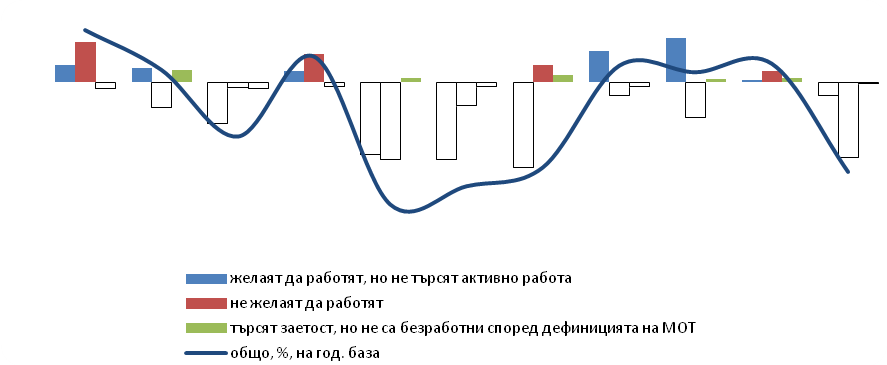 желаят да работят, но не търсят активно работа
не желаят да работят
търсят заетост, но не са безработни според дефиницията на МОТ
общо, %, на год. база